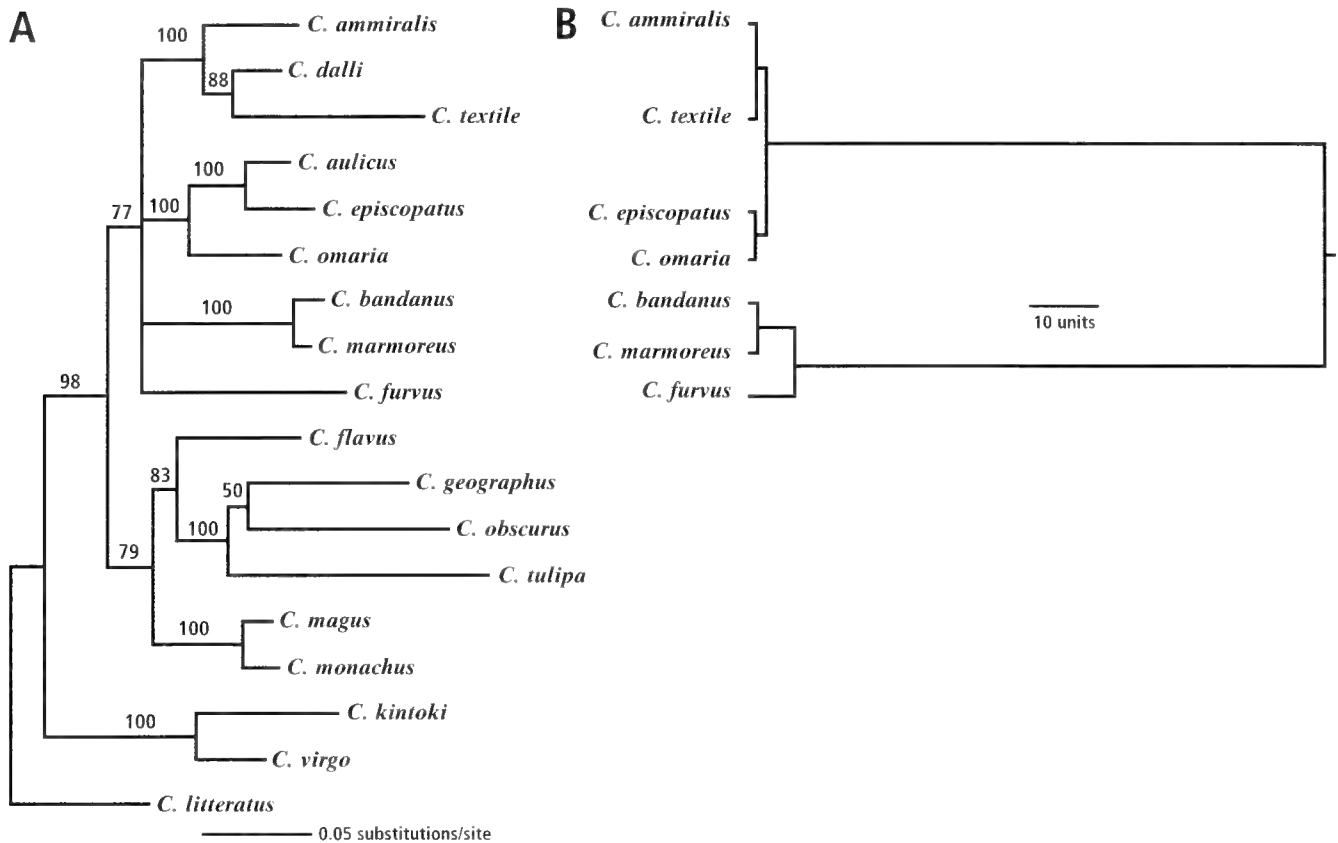 A
100
C. ammiralis
88
C. dalli
C. textile
100
C. aulicus
77
100
C. episcopatus
C. omaria
100
C. bandanus
C. marmoreus
98
C. furvus
C. flavus
83
50
C. geographus
100
C. obscurus
79
C. tulipa
100
C. magus
C. monachus
100
C. kintoki
C. virgo
C. litteratus
0.05 substitutions/site
B
C. ammiralis
C. textile
C. episcopatus
C. omaria
C. bandanus
C. marmoreus
C. furvus
10 units